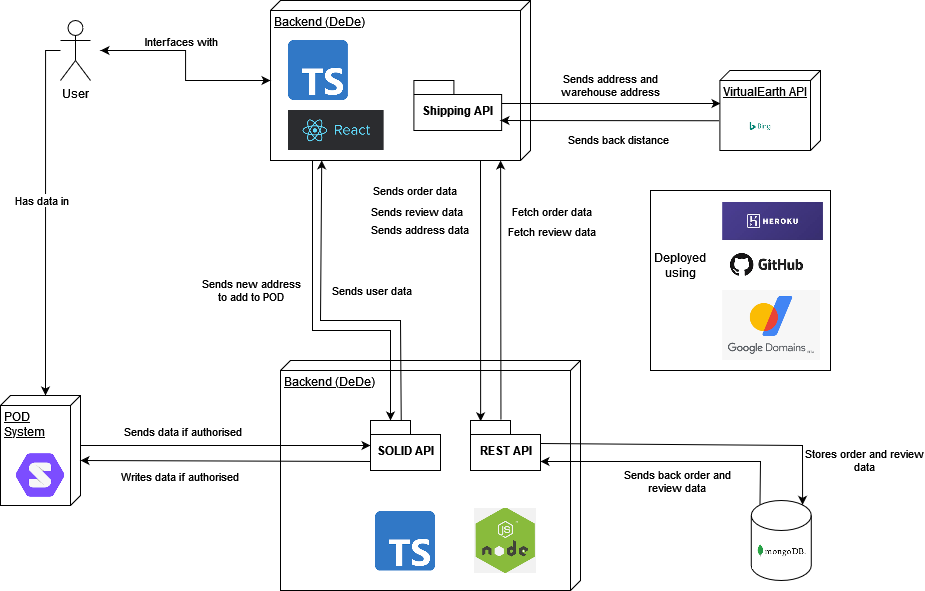 Backend (DeDe)
TS
React
Shipping API
Interfaces with
User
Has data in
Sends address and
warehouse address
Sends back distance
VirtualEarth API
Bing
Sends order data
Sends review data
Sends address data
Fetch order data
Fetch review data
Sends new address
to add to POD
Sends user data
Deployed
using
HEROKU
GitHub
Google Domains
Backend (DeDe)
SOLID API
REST API
TS
JS
node
POD
System
S
Sends data if authorised
Writes data if authorised
Stores order and review
data
Sends back order and
review data
mongoDB